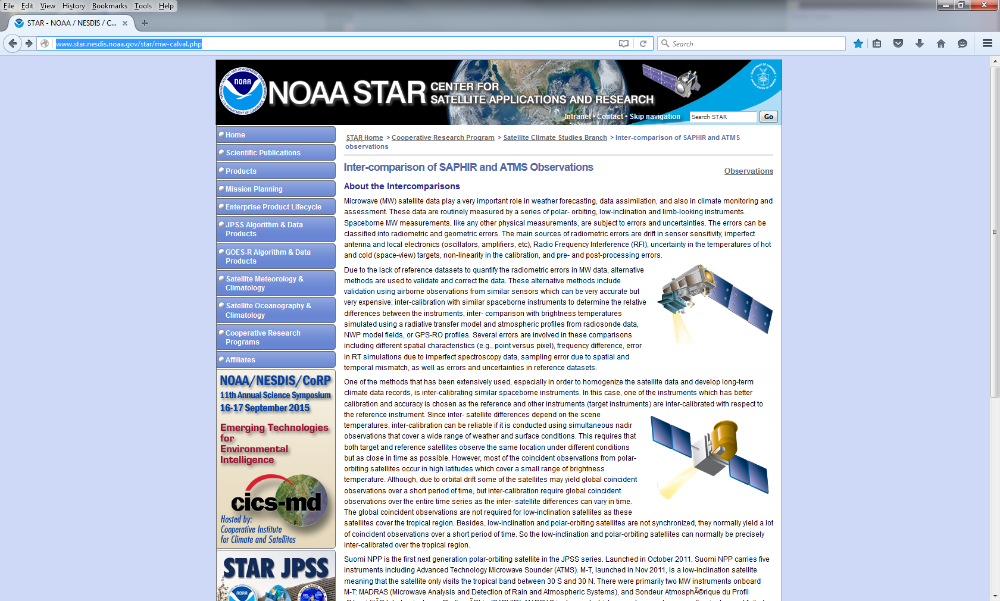 File Edit View History Bookmarks Tools Help
STAR - NOAA / NESDIS / C...
www.star.nesdis.noaa.gov/star/mw-calval.php
Search
NOAA
NOAA STAR CENTER FOR
SATELLITE APPLICATIONS AND RESEARCH
Intranet • Contact • Skip navigation
Search STAR
Go
Home
Scientific Publications
Products
Mission Planning
Enterprise Product Lifecycle
JPSS Algorithm & Data
Products
GOES-R Algorithm & Data
Products
Satellite Meteorology &
Climatology
Satellite Oceanography &
Climatology
Cooperative Research
Programs
Affiliates
NOAA/NESDIS/CoRP
11th Annual Science Symposium
16-17 September 2015
Emerging Technologies
for
Environmental
Intelligence
cics-md
Hosted by:
Cooperative Institute
for Climate and Satellites
STAR JPSS
NOAA
STAR Home > Cooperative Research Program > Satellite Climate Studies Branch > Inter-comparison of SAPHIR and ATMS
observations
Inter-comparison of SAPHIR and ATMS Observations
Observations
About the Intercomparisons
Microwave (MW) satellite data play a very important role in weather forecasting, data assimilation, and also in climate monitoring and
assessment. These data are routinely measured by a series of polar- orbiting, low-inclination and limb-looking instruments.
Spaceborne MW measurements, like any other physical measurements, are subject to errors and uncertainties. The errors can be
classified into radiometric and geometric errors. The main sources of radiometric errors are drift in sensor sensitivity, imperfect
antenna and local electronics (oscillators, amplifiers, etc), Radio Frequency Interference (RFI), uncertainty in the temperatures of hot
and cold (space-view) targets, non-linearity in the calibration, and pre- and post-processing errors.
Due to the lack of reference datasets to quantify the radiometric errors in MW data, alternative
methods are used to validate and correct the data. These alternative methods include
validation using airborne observations from similar sensors which can be very accurate but
very expensive; inter-calibration with similar spaceborne instruments to determine the relative
differences between the instruments, inter- comparison with brightness temperatures
simulated using a radiative transfer model and atmospheric profiles from radiosonde data,
NWP model fields, or GPS-RO profiles. Several errors are involved in these comparisons
including different spatial characteristics (e.g., point versus pixel), frequency difference, error
in RT simulations due to imperfect spectroscopy data, sampling error due to spatial and
temporal mismatch, as well as errors and uncertainties in reference datasets.
One of the methods that has been extensively used, especially in order to homogenize the satellite data and develop long-term
climate data records, is inter-calibrating similar spaceborne instruments. In this case, one of the instruments which has better
calibration and accuracy is chosen as the reference and other instruments (target instruments) are inter-calibrated with respect to
the reference instrument. Since inter- satellite differences depend on the scene
temperatures, inter-calibration can be reliable if it is conducted using simultaneous nadir
observations that cover a wide range of weather and surface conditions. This requires that
both target and reference satellites observe the same location under different conditions
but as close in time as possible. However, most of the coincident observations from polar-
orbiting satellites occur in high latitudes which cover a small range of brightness
temperature. Although, due to orbital drift some of the satellites may yield global coincident
observations over a short period of time, but inter-calibration require global coincident
observations over the entire time series as the inter- satellite differences can vary in time.
The global coincident observations are not required for low-inclination satellites as these
satellites cover the tropical region. Besides, low-inclination and polar-orbiting satellites are not synchronized, they normally yield a lot
of coincident observations over a short period of time. So the low-inclination and polar-orbiting satellites can normally be precisely
inter-calibrated over the tropical region.
Suomi NPP is the first next generation polar-orbiting satellite in the JPSS series. Launched in October 2011, Suomi NPP carries five
instruments including Advanced Technology Microwave Sounder (ATMS). M-T, launched in Nov 2011, is a low-inclination satellite
meaning that the satellite only visits the tropical band between 30 S and 30 N. There were primarily two MW instruments onboard
M-T: MADRAS (Microwave Analysis and Detection of Rain and Atmospheric Systems), and Sondeur AtmosphÃ©rique du Profil